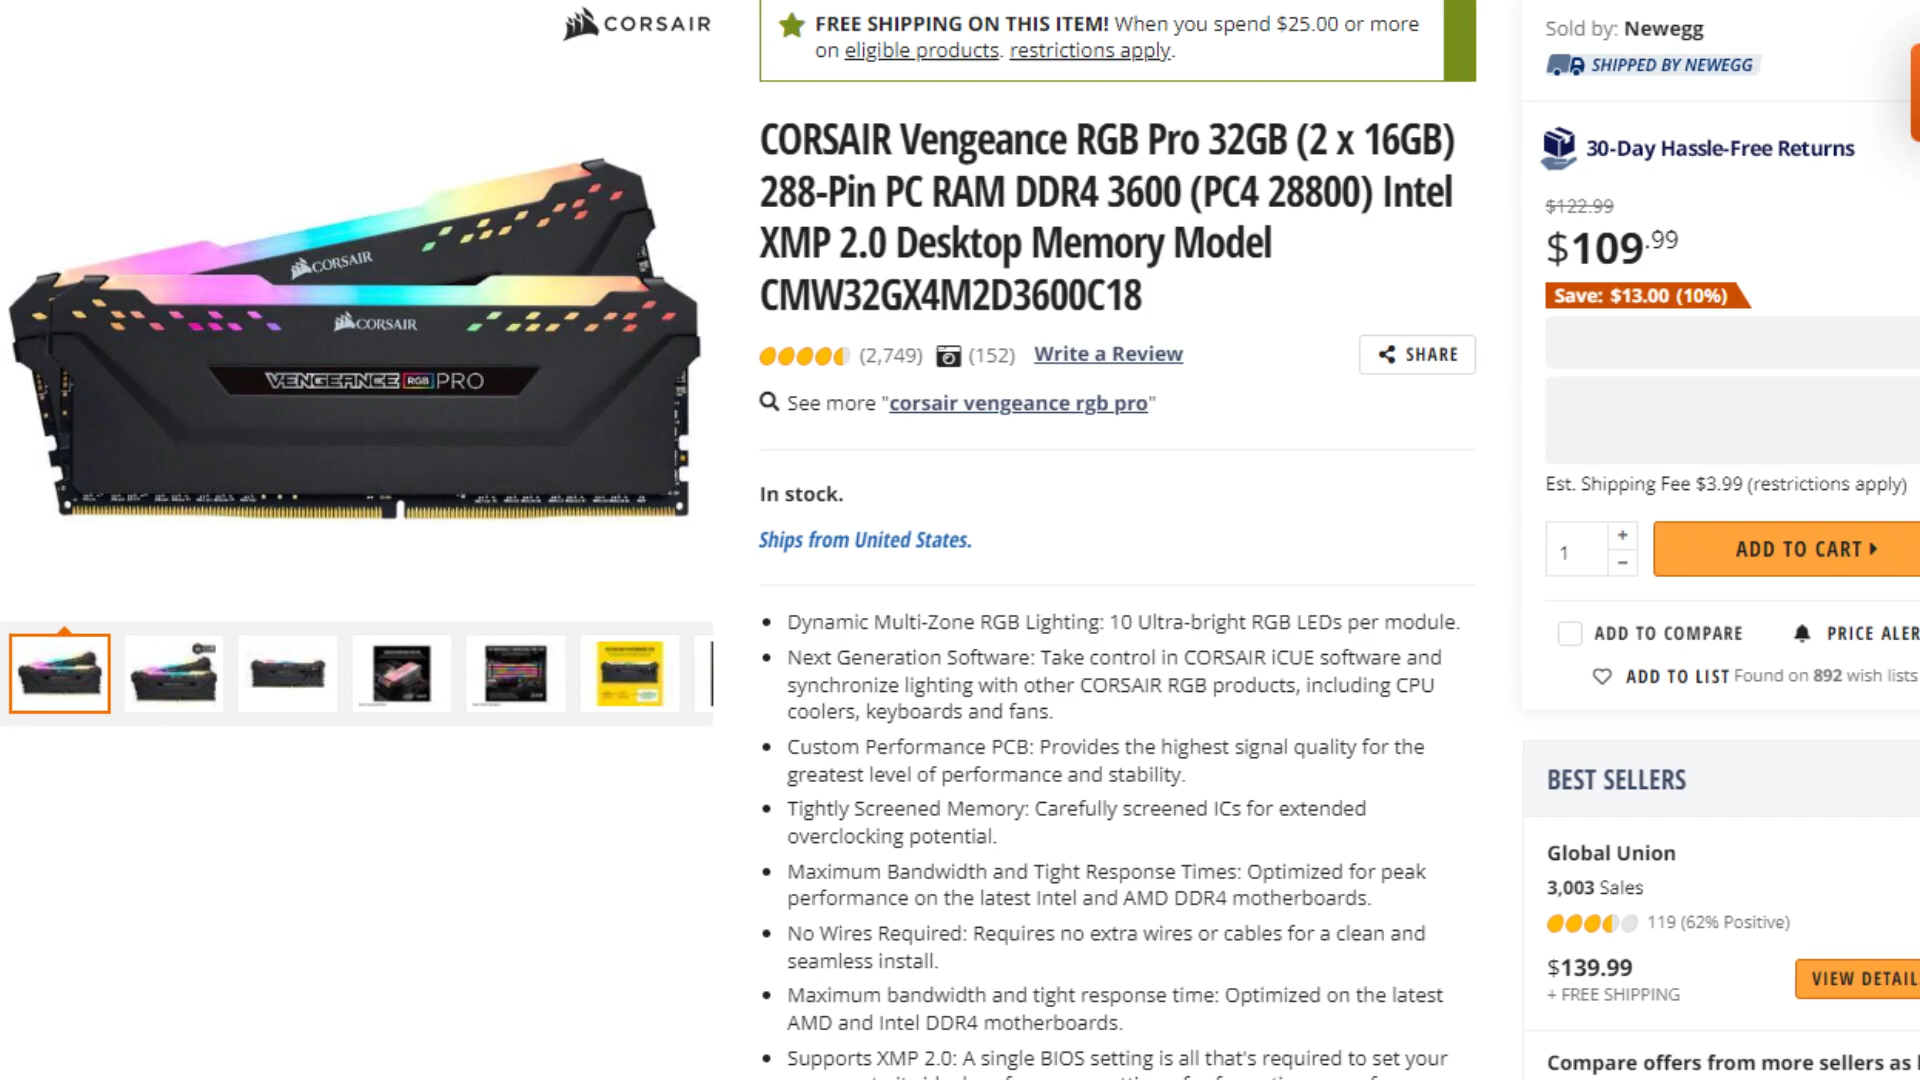 CORSAIR
CORSAIR
CORSAIR
VENGEANCE RGB PRO
FREE SHIPPING ON THIS ITEM! When you spend $25.00 or more
on eligible products. restrictions apply.
CORSAIR Vengeance RGB Pro 32GB (2 x 16GB)
288-Pin PC RAM DDR4 3600 (PC4 28800) Intel
XMP 2.0 Desktop Memory Model
CMW32GX4M2D3600C18
(2,749) (152) Write a Review
SHARE
See more "corsair vengeance rgb pro"
In stock.
Ships from United States.
• Dynamic Multi-Zone RGB Lighting: 10 Ultra-bright RGB LEDs per module.
• Next Generation Software: Take control in CORSAIR iCUE software and
synchronize lighting with other CORSAIR RGB products, including CPU
coolers, keyboards and fans.
• Custom Performance PCB: Provides the highest signal quality for the
greatest level of performance and stability.
• Tightly Screened Memory: Carefully screened ICs for extended
overclocking potential.
• Maximum Bandwidth and Tight Response Times: Optimized for peak
performance on the latest Intel and AMD DDR4 motherboards.
• No Wires Required: Requires no extra wires or cables for a clean and
seamless install.
• Maximum bandwidth and tight response time: Optimized on the latest
AMD and Intel DDR4 motherboards.
• Supports XMP 2.0: A single BIOS setting is all that's required to set your
Sold by: Newegg
SHIPPED BY NEWEGG
30-Day Hassle-Free Returns
$122.99
$109.99
Save: $13.00 (10%)
Est. Shipping Fee $3.99 (restrictions apply)
1 + −
ADD TO CART
ADD TO COMPARE
PRICE ALER
ADD TO LIST Found on 892 wish lists
BEST SELLERS
Global Union
3,003 Sales
119 (62% Positive)
$139.99
+ FREE SHIPPING
VIEW DETAIL
Compare offers from more sellers as